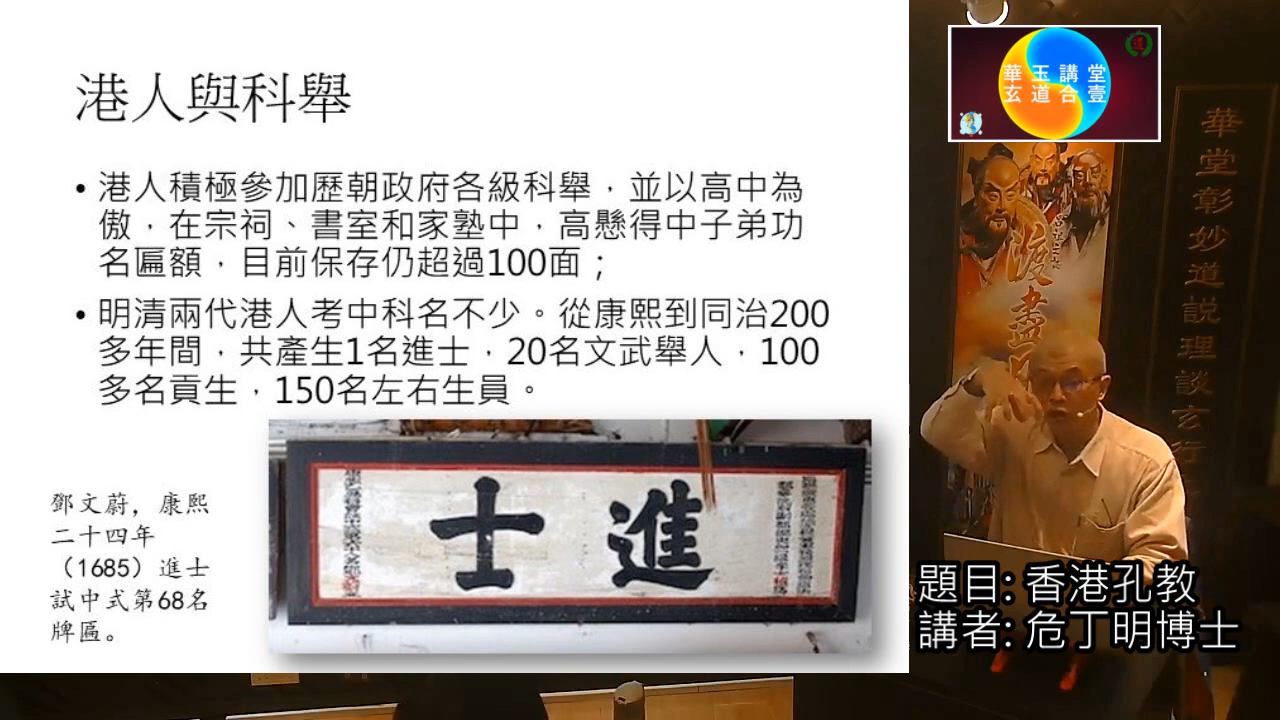 港人與科舉
• 港人積極參加歷朝政府各級科舉，並以高中為
傲，在宗祠、書室和家塾中，高懸得中子弟功
名匾額，目前保存仍超過100面；
• 明清兩代港人考中科名不少。從康熙到同治200
多年間，共產生1名進士，20名文武舉人，100
多名貢生，150名左右生員。
鄧文蔚，康熙
二十四年
（1685）進士
試中式第68名
牌匾。
進士
華玉講堂
玄道合壹
道
渡盡
華堂彰妙道説理談玄行
題目: 香港孔教
講者: 危丁明博士